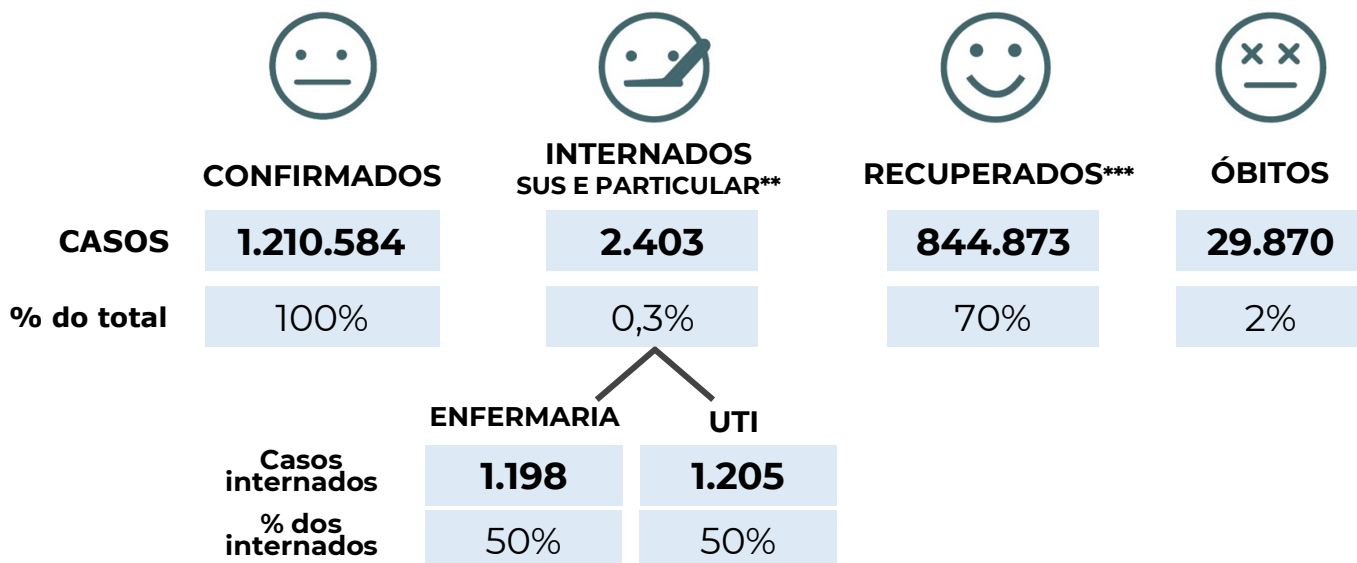 CONFIRMADOS
INTERNADOS
SUS E PARTICULAR**
RECUPERADOS***
ÓBITOS
CASOS 1.210.584 2.403 844.873 29.870
% do total 100% 0,3% 70% 2%
ENFERMARIA UTI
Casos
internados
1.198 1.205
% dos
internados
50% 50%